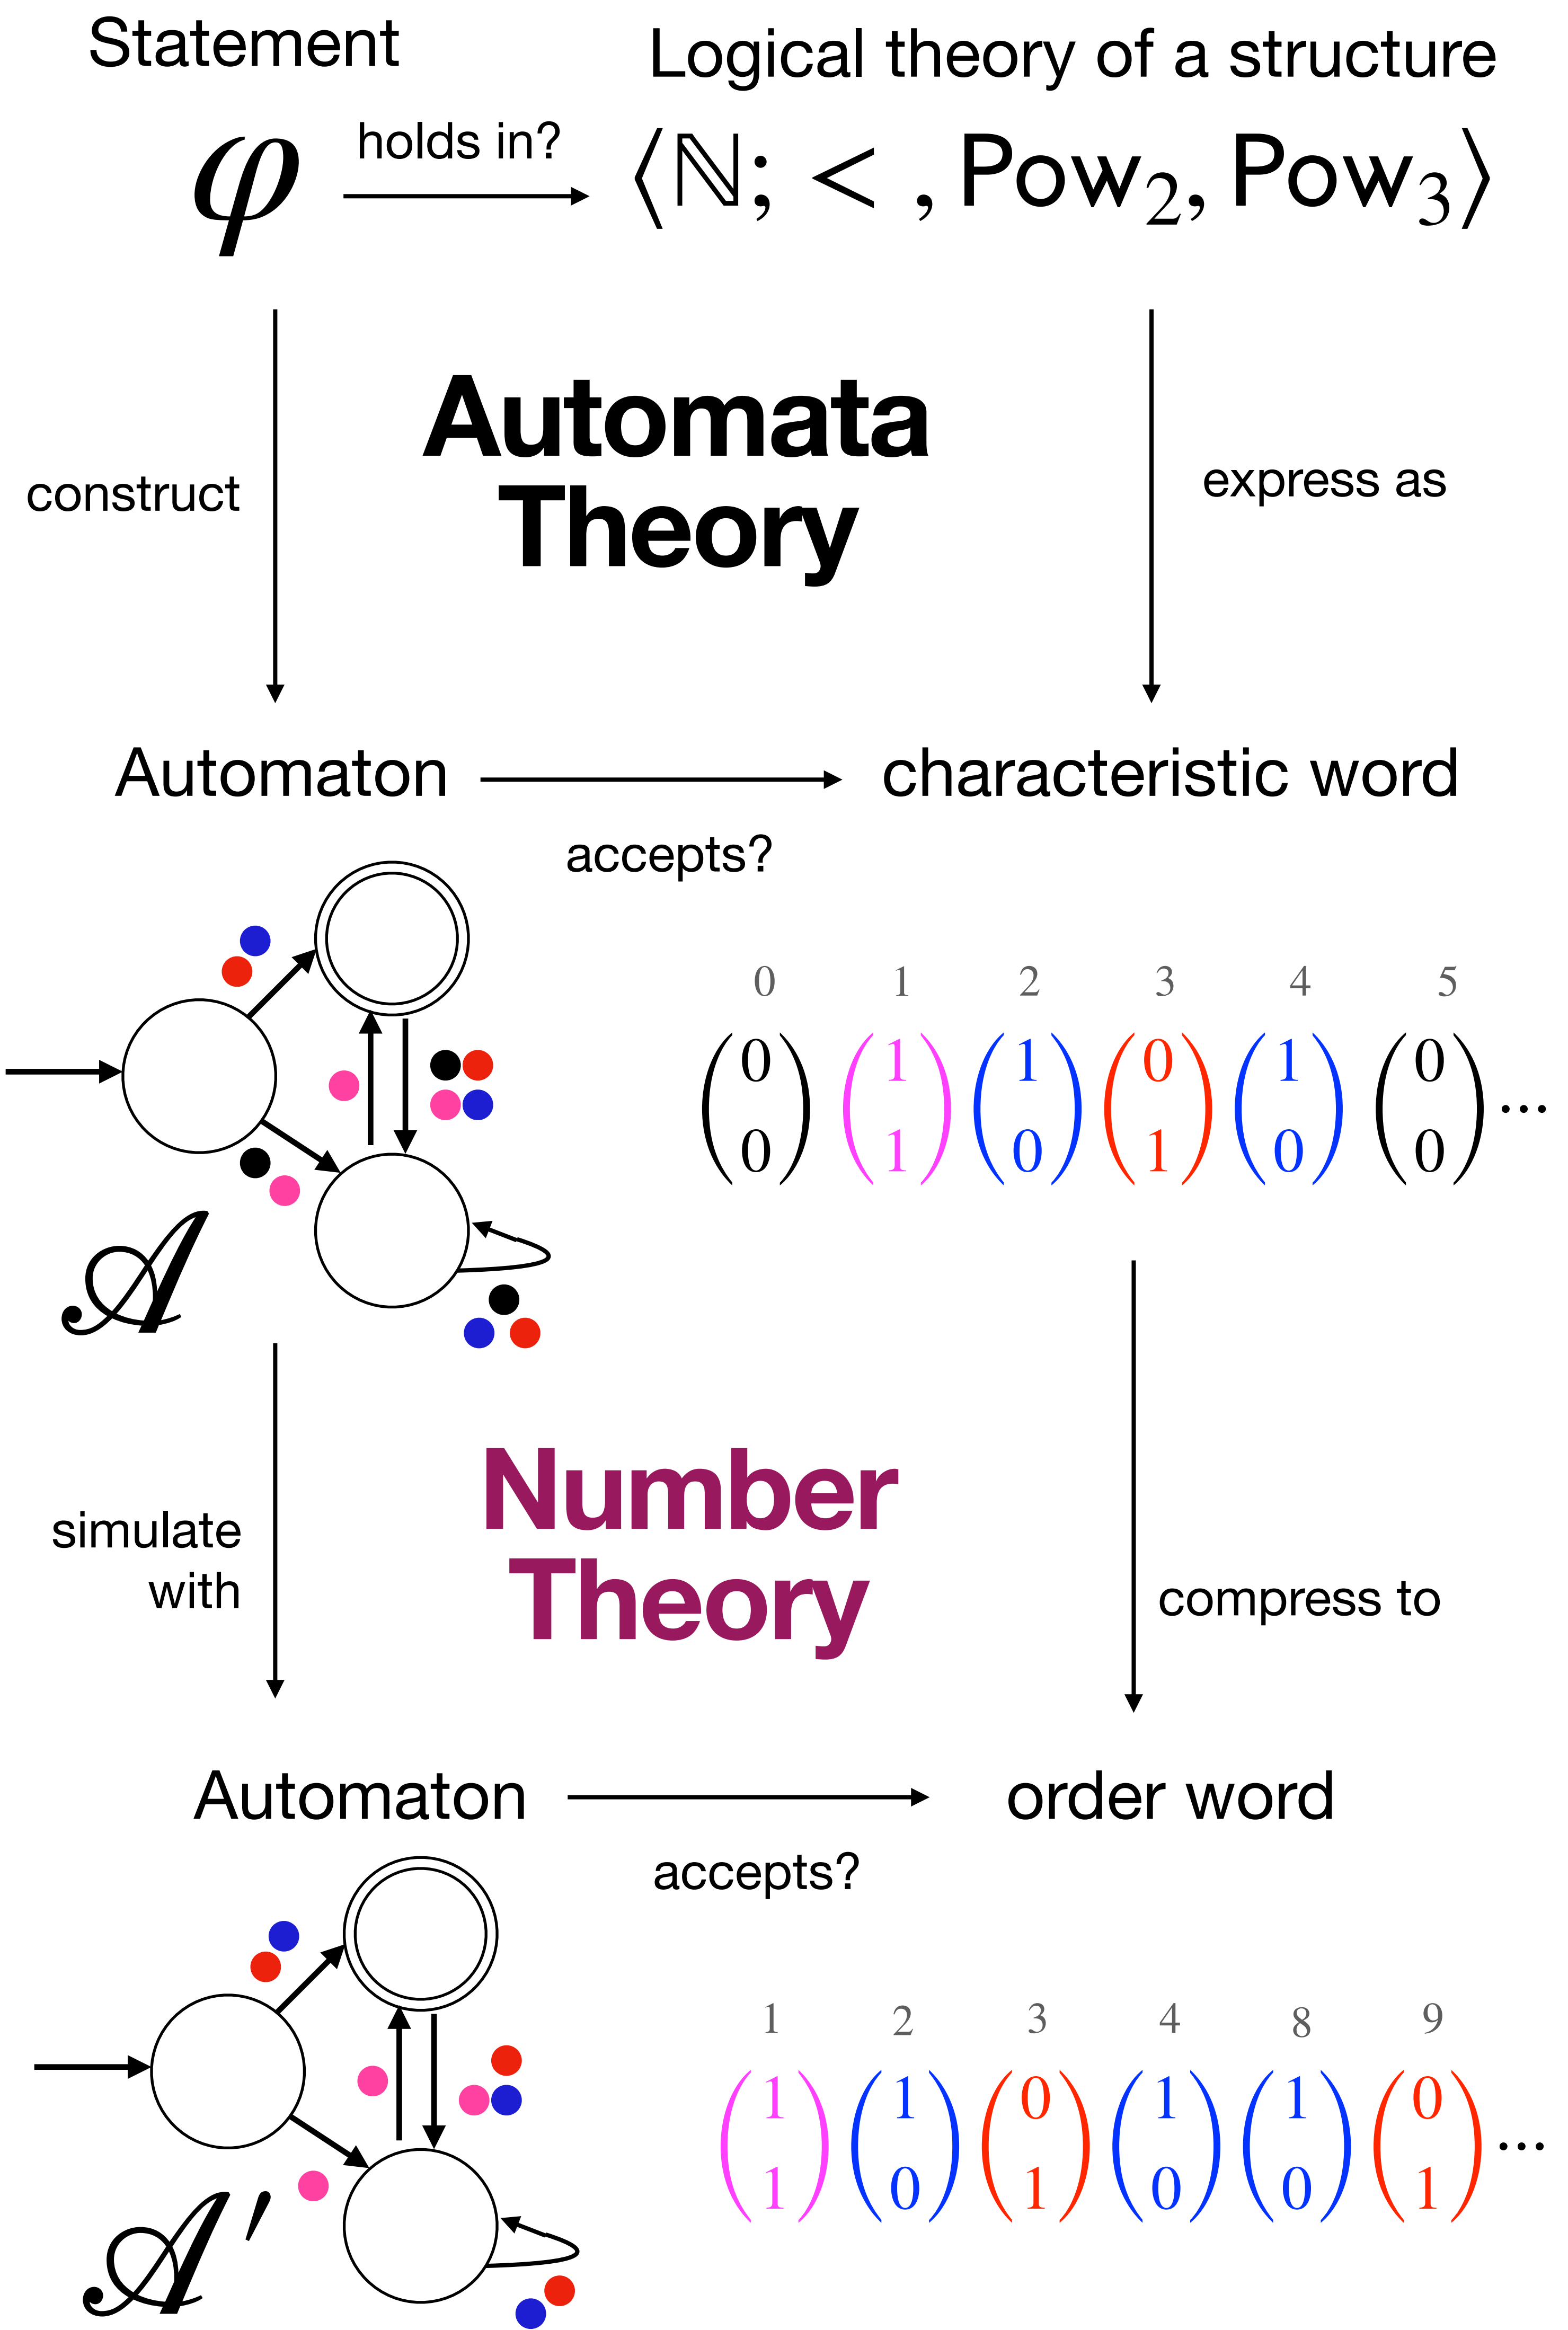 Statement
Logical theory of a structure
φ
holds in?
⟨ℕ; < , Pow₂, Pow₃⟩
Automata
Theory
construct
express as
Automaton
characteristic word
accepts?
0 1 2 3 4 5
(0 0) (1 1) (1 0) (0 1) (1 0) (0 0) ...
𝒜
Number
Theory
simulate
with
compress to
Automaton
order word
accepts?
1 2 3 4 8 9
(1 1) (1 0) (0 1) (1 0) (1 0) (0 1) ...
𝒜′